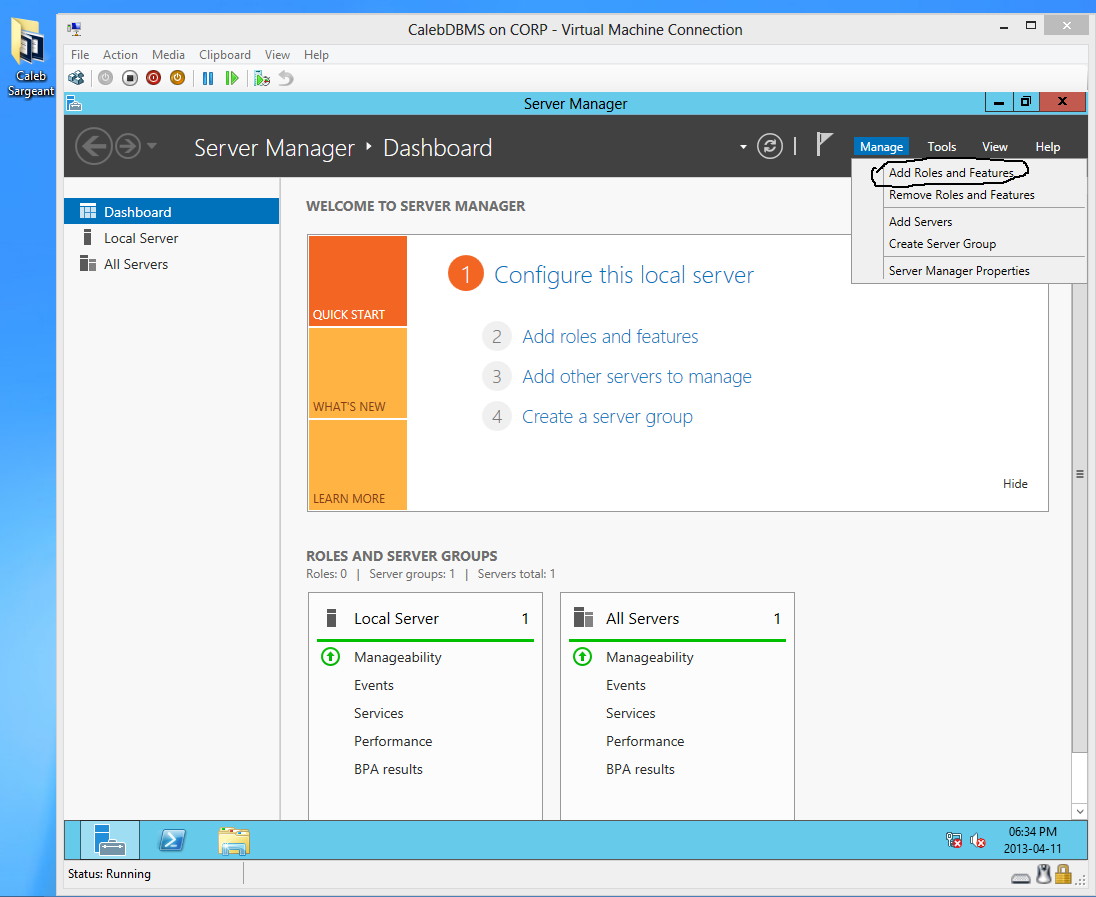 Caleb
Sargeant
CalebDBMS on CORP - Virtual Machine Connection
File Action Media Clipboard View Help
Server Manager
Server Manager Dashboard
Manage Tools View Help
Add Roles and Features
Remove Roles and Features
Add Servers
Create Server Group
Server Manager Properties
Dashboard
Local Server
All Servers
WELCOME TO SERVER MANAGER
QUICK START
WHAT'S NEW
LEARN MORE
1 Configure this local server
2 Add roles and features
3 Add other servers to manage
4 Create a server group
Hide
ROLES AND SERVER GROUPS
Roles: 0 | Server groups: 1 | Servers total: 1
Local Server 1
Manageability
Events
Services
Performance
BPA results
All Servers 1
Manageability
Events
Services
Performance
BPA results
06:34 PM
2013-04-11
Status: Running